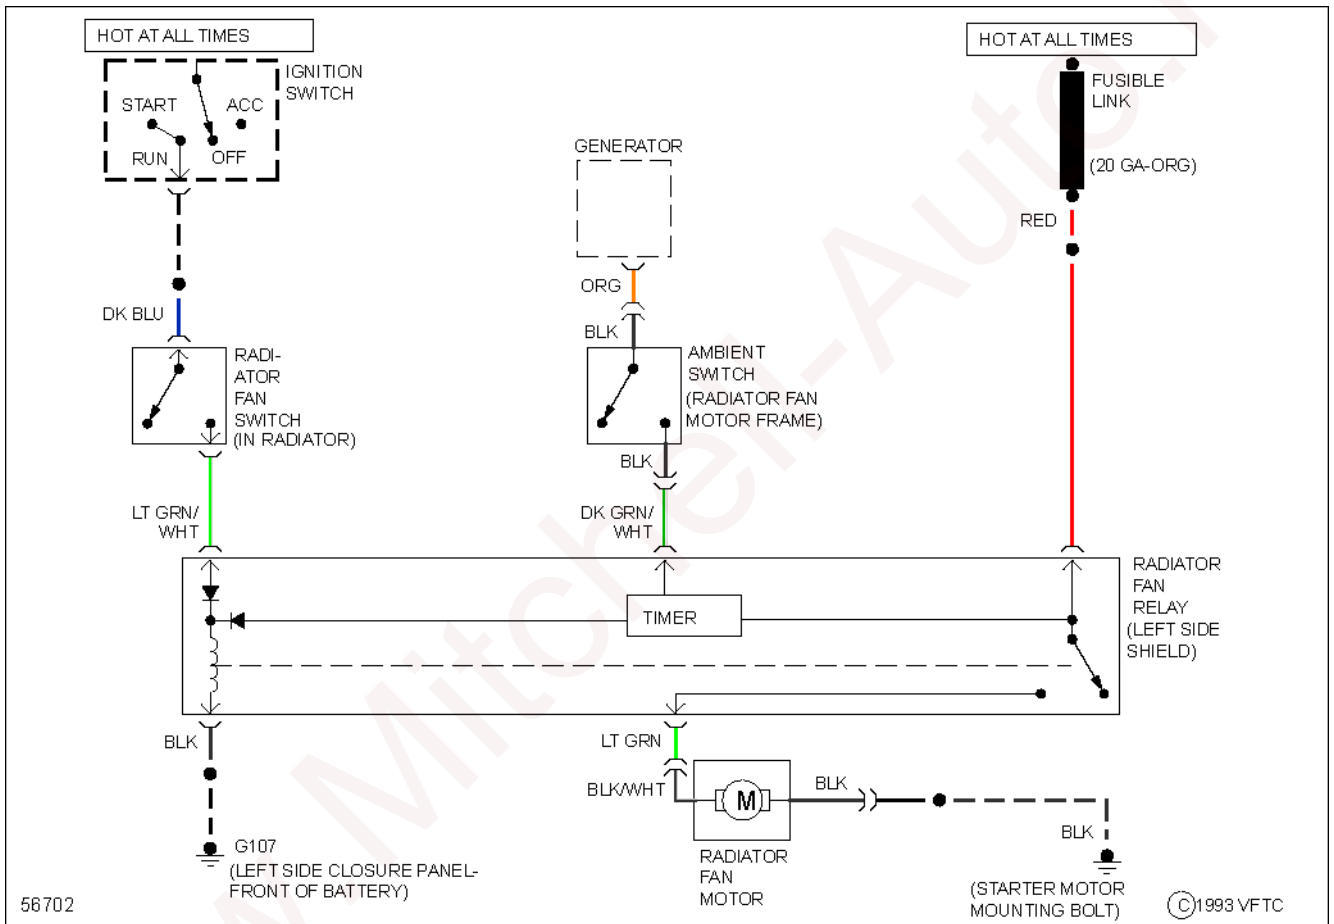 HOT AT ALL TIMES
IGNITION
SWITCH
START
ACC
RUN
OFF
DK BLU
RADI-
ATOR
FAN
SWITCH
(IN RADIATOR)
LT GRN/
WHT
GENERATOR
ORG
BLK
AMBIENT
SWITCH
(RADIATOR FAN
MOTOR FRAME)
BLK
DK GRN/
WHT
HOT AT ALL TIMES
FUSIBLE
LINK
(20 GA-ORG)
RED
TIMER
RADIATOR
FAN
RELAY
(LEFT SIDE
SHIELD)
BLK
G107
(LEFT SIDE CLOSURE PANEL-
FRONT OF BATTERY)
LT GRN
BLK/WHT
M
BLK
RADIATOR
FAN
MOTOR
BLK
(STARTER MOTOR
MOUNTING BOLT)
56702
©1993 VFTC